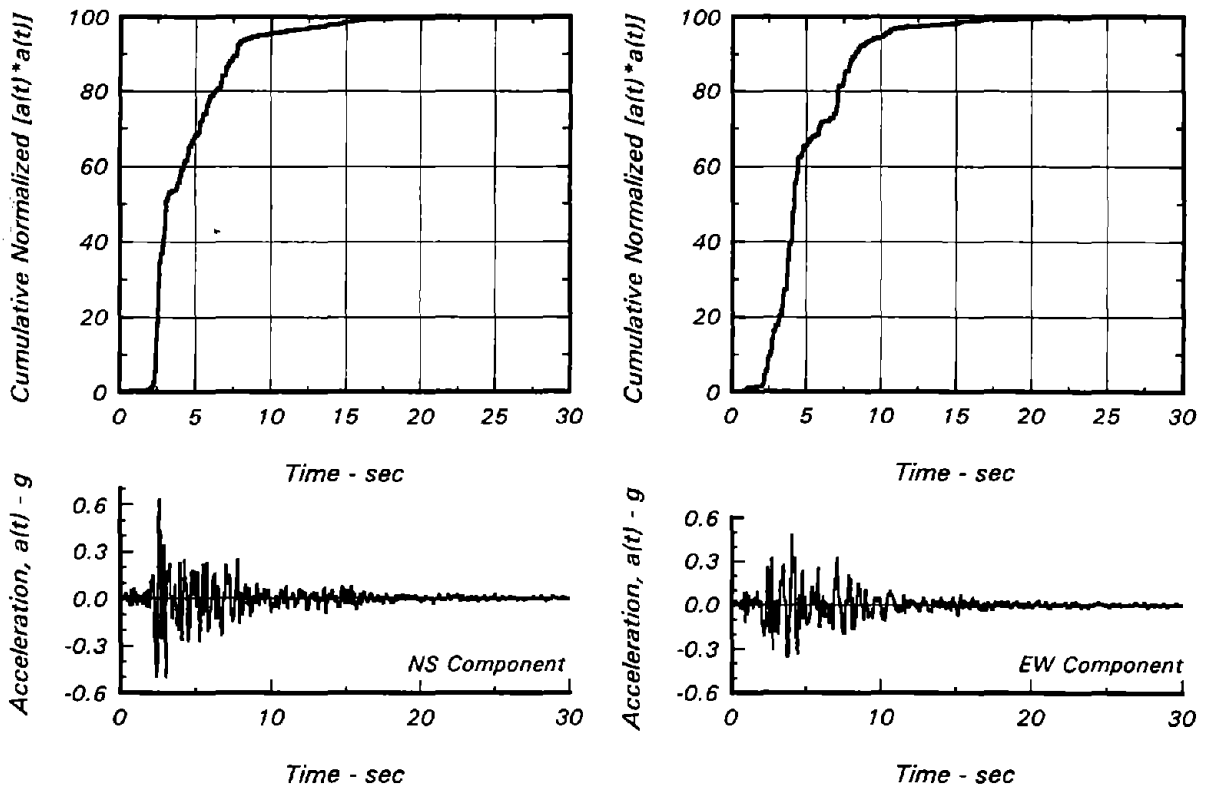 Cumulative Normalized [a(t)*a(t)]
100
80
60
40
20
0
0 5 10 15 20 25 30
Time - sec
Cumulative Normalized [a(t)*a(t)]
100
80
60
40
20
0
0 5 10 15 20 25 30
Time - sec
Acceleration, a(t) - g
0.6
0.3
0.0
-0.3
-0.6
NS Component
0 10 20 30
Time - sec
Acceleration, a(t) - g
0.6
0.3
0.0
-0.3
-0.6
EW Component
0 10 20 30
Time - sec